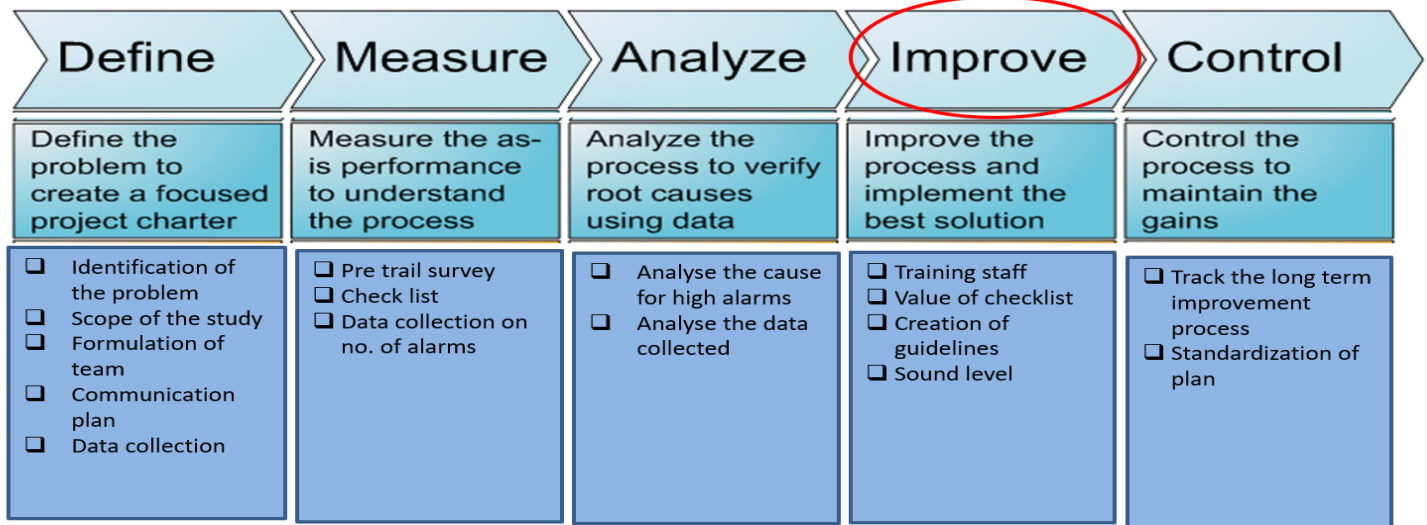 Define
Measure
Analyze
Improve
Control
Define the
problem to
create a focused
project charter
Measure the as-
is performance
to understand
the process
Analyze the
process to verify
root causes
using data
Improve the
process and
implement the
best solution
Control the
process to
maintain the
gains
❑ Identification of
the problem
❑ Scope of the study
❑ Formulation of
team
❑ Communication
plan
❑ Data collection
❑ Pre trail survey
❑ Check list
❑ Data collection on
no. of alarms
❑ Analyse the cause
for high alarms
❑ Analyse the data
collected
❑ Training staff
❑ Value of checklist
❑ Creation of
guidelines
❑ Sound level
❑ Track the long term
improvement
process
❑ Standardization of
plan